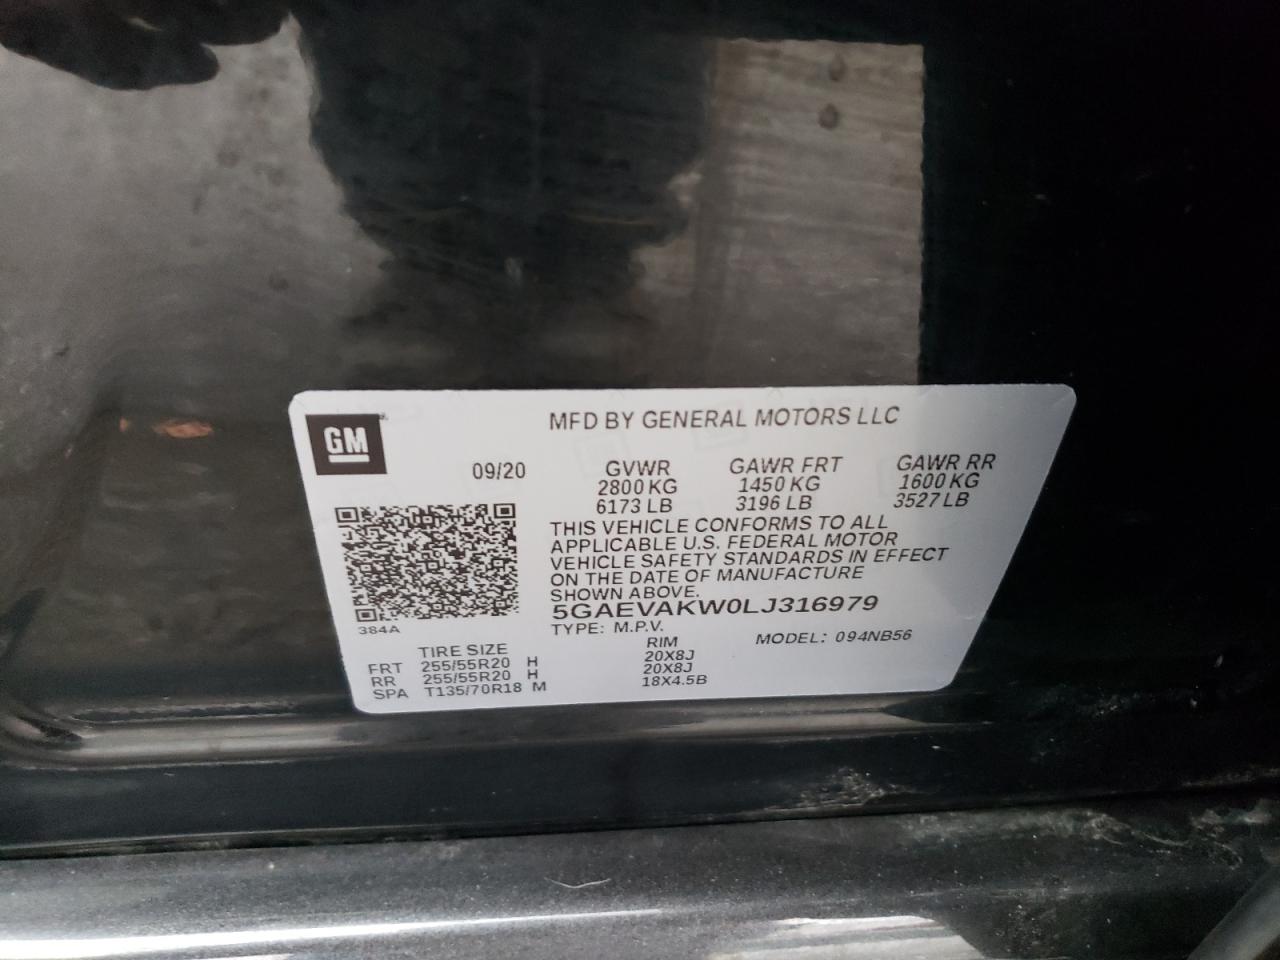 GM
MFD BY GENERAL MOTORS LLC
09/20 GVWR GAWR FRT GAWR RR
2800 KG 1450 KG 1600 KG
6173 LB 3196 LB 3527 LB
THIS VEHICLE CONFORMS TO ALL
APPLICABLE U.S. FEDERAL MOTOR
VEHICLE SAFETY STANDARDS IN EFFECT
ON THE DATE OF MANUFACTURE
SHOWN ABOVE.
5GAEVAKW0LJ316979
384A
TYPE: M.P.V. MODEL: 094NB56
TIRE SIZE RIM
FRT 255/55R20 H 20X8J
RR 255/55R20 H 20X8J
SPA T135/70R18 M 18X4.5B